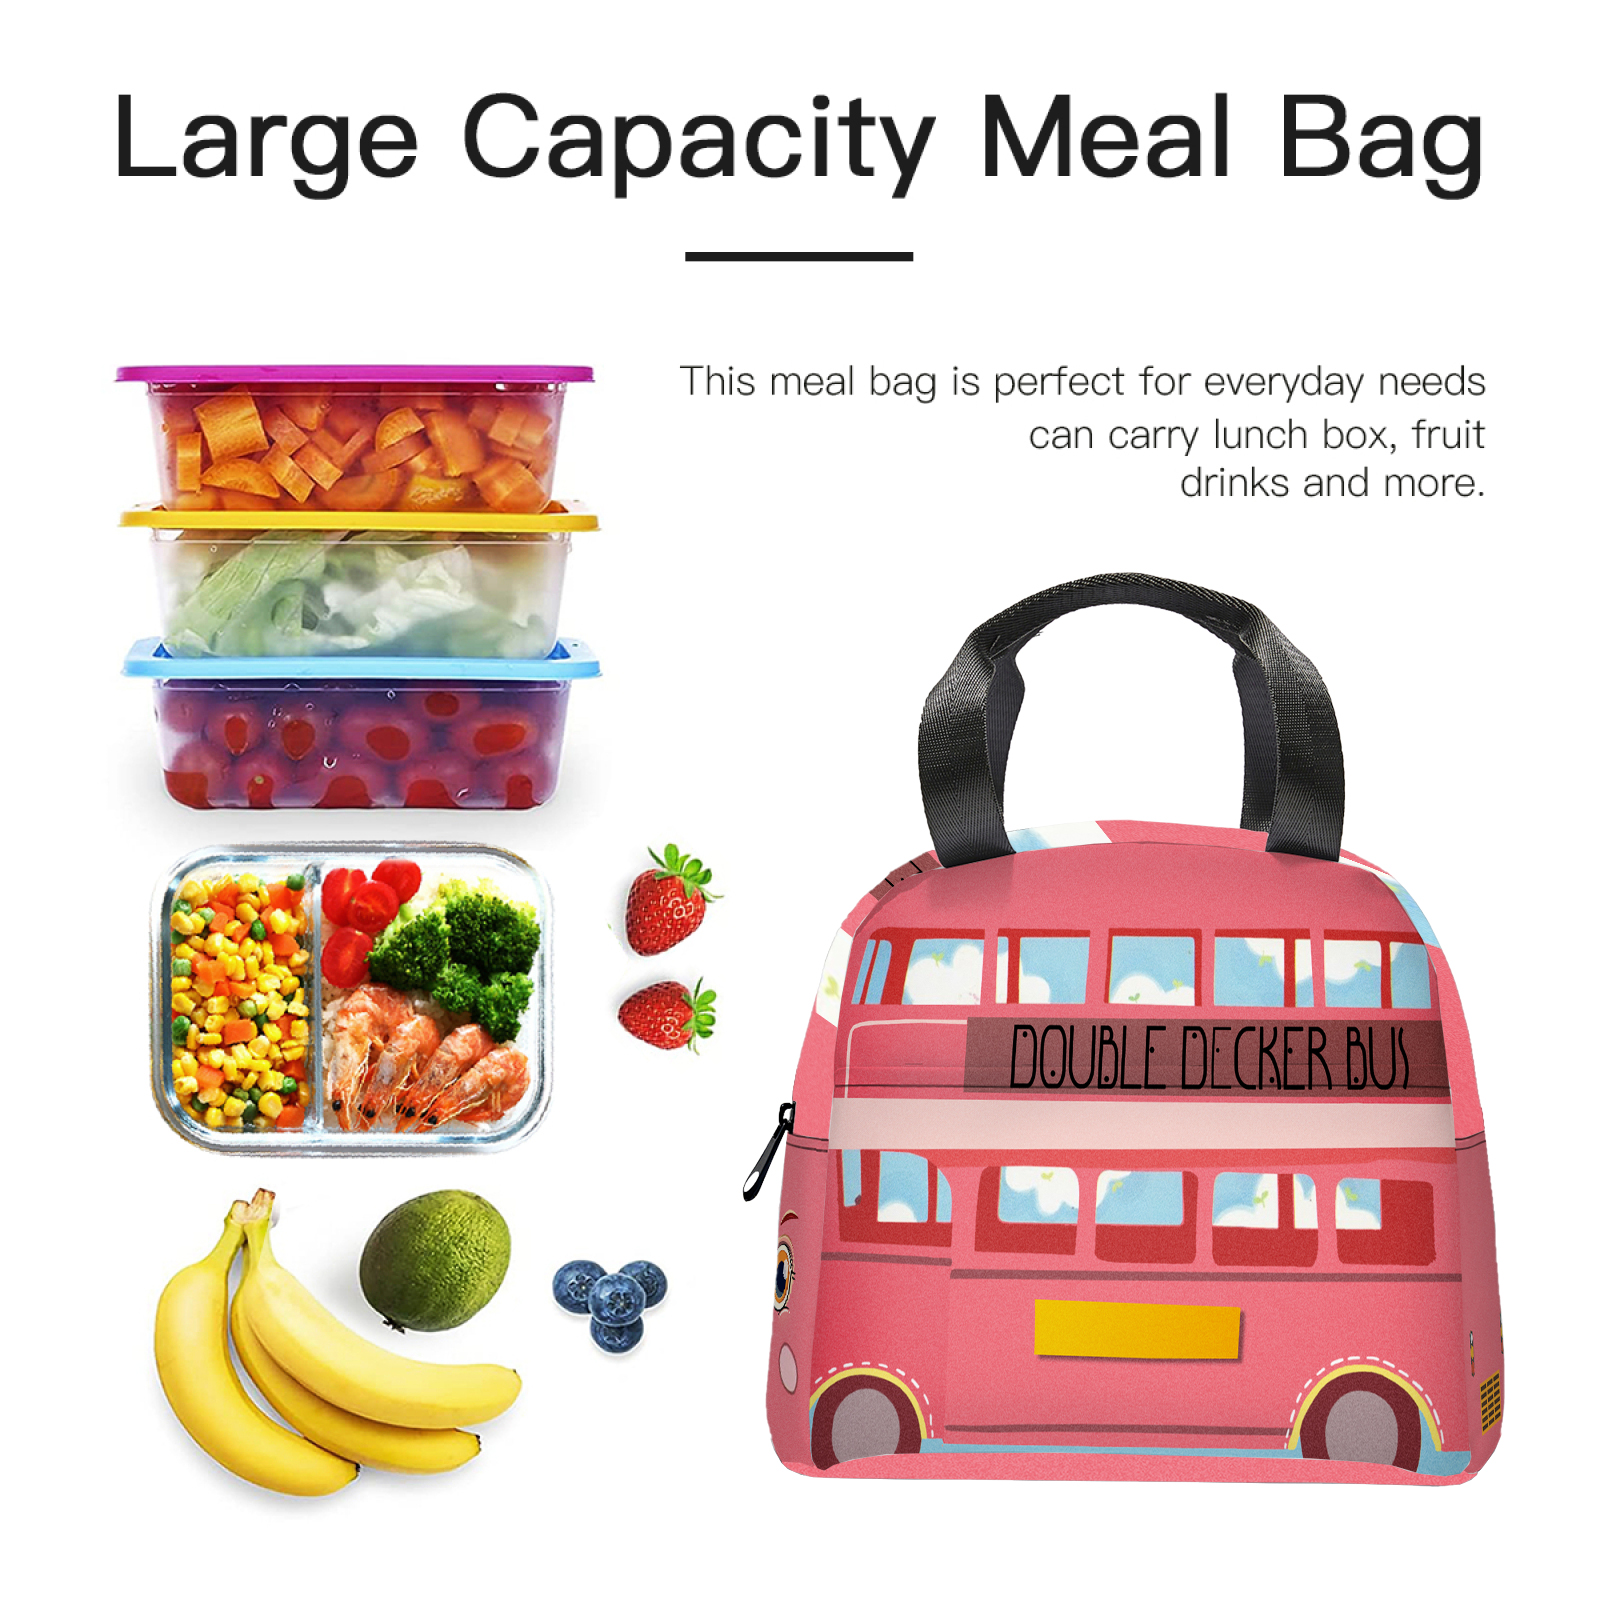 Large Capacity Meal Bag
This meal bag is perfect for everyday needs
can carry lunch box, fruit
drinks and more.
DOUBLE DECKER BUS